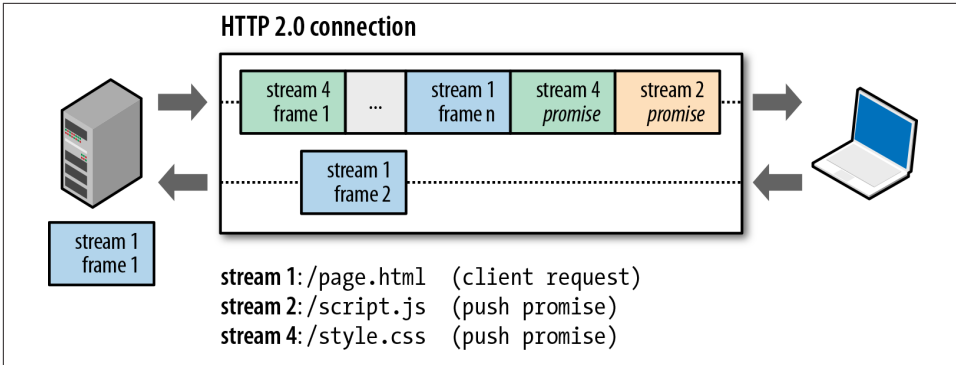 HTTP 2.0 connection
stream 4
frame 1
...
stream 1
frame n
stream 4
promise
stream 2
promise
stream 1
frame 2
stream 1
frame 1
stream 1: /page.html (client request)
stream 2: /script.js (push promise)
stream 4: /style.css (push promise)